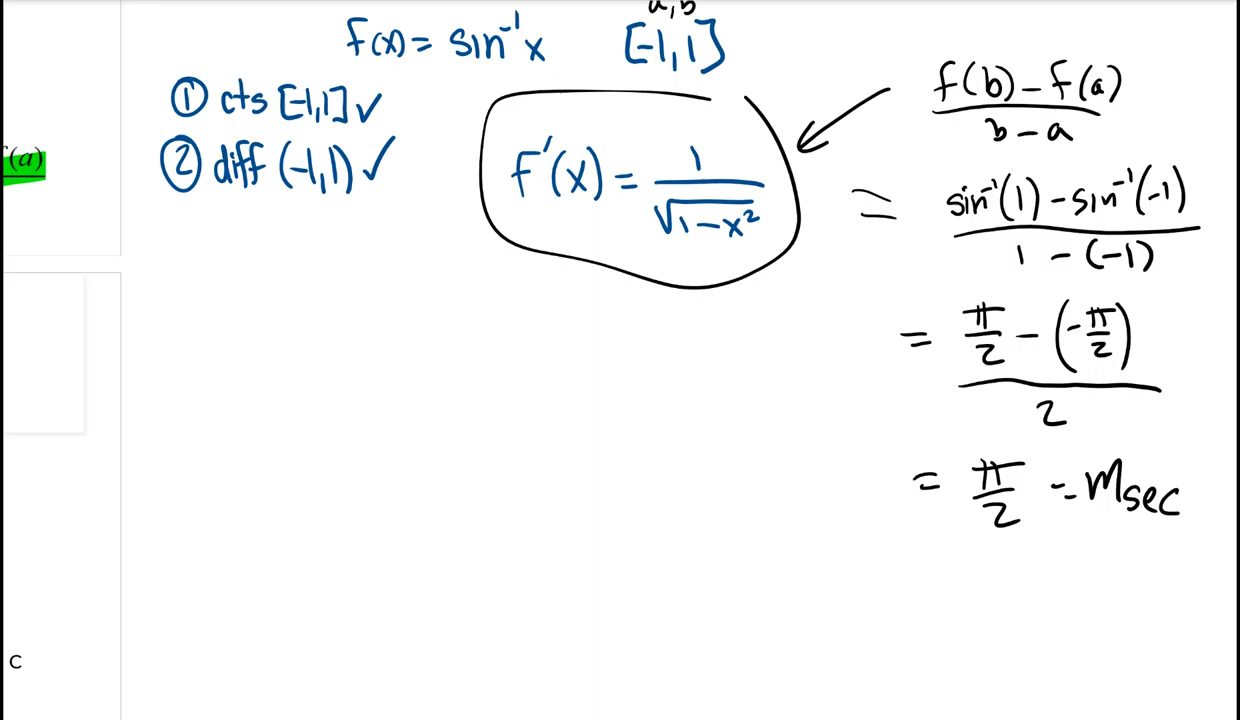 a, b
f(x) = sin⁻¹x [-1,1]
① cts [-1,1] ✓
② diff (-1,1) ✓
(a)
f'(x) = 1/√(1-x²)
f(b) - f(a)
b - a
= sin⁻¹(1) - sin⁻¹(-1)
1 - (-1)
= π/2 - (-π/2)
2
= π/2 = msec
c